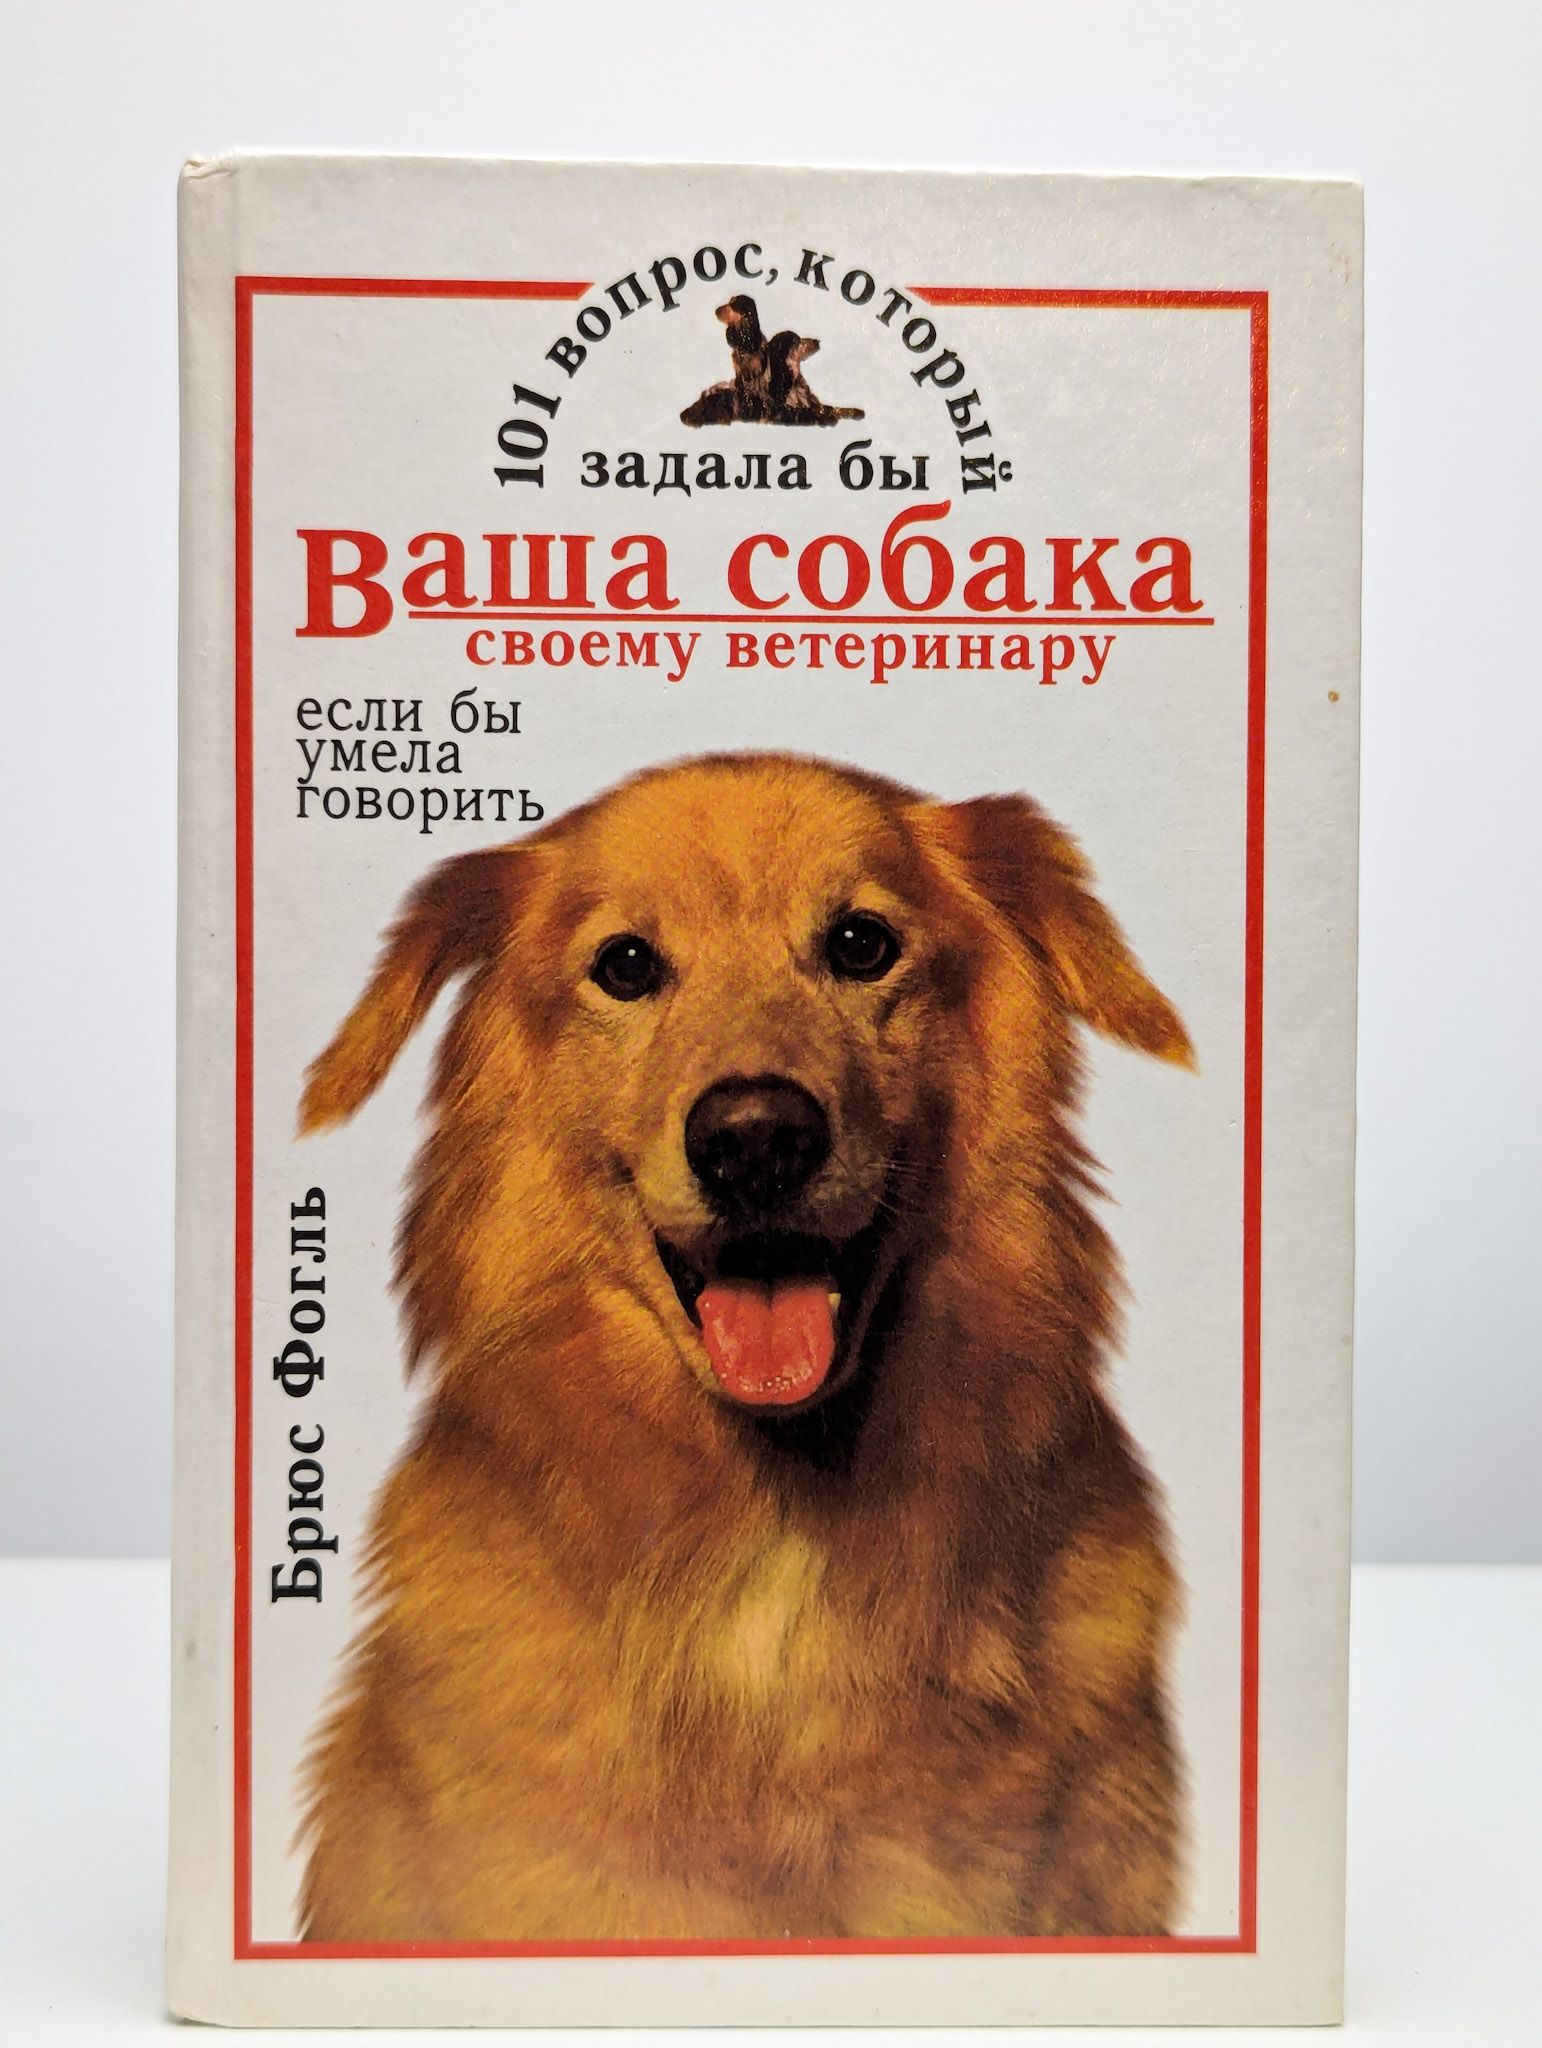 101 вопрос, который
задала бы
Ваша собака
своему ветеринару
если бы
умела
говорить
Брюс Фогль